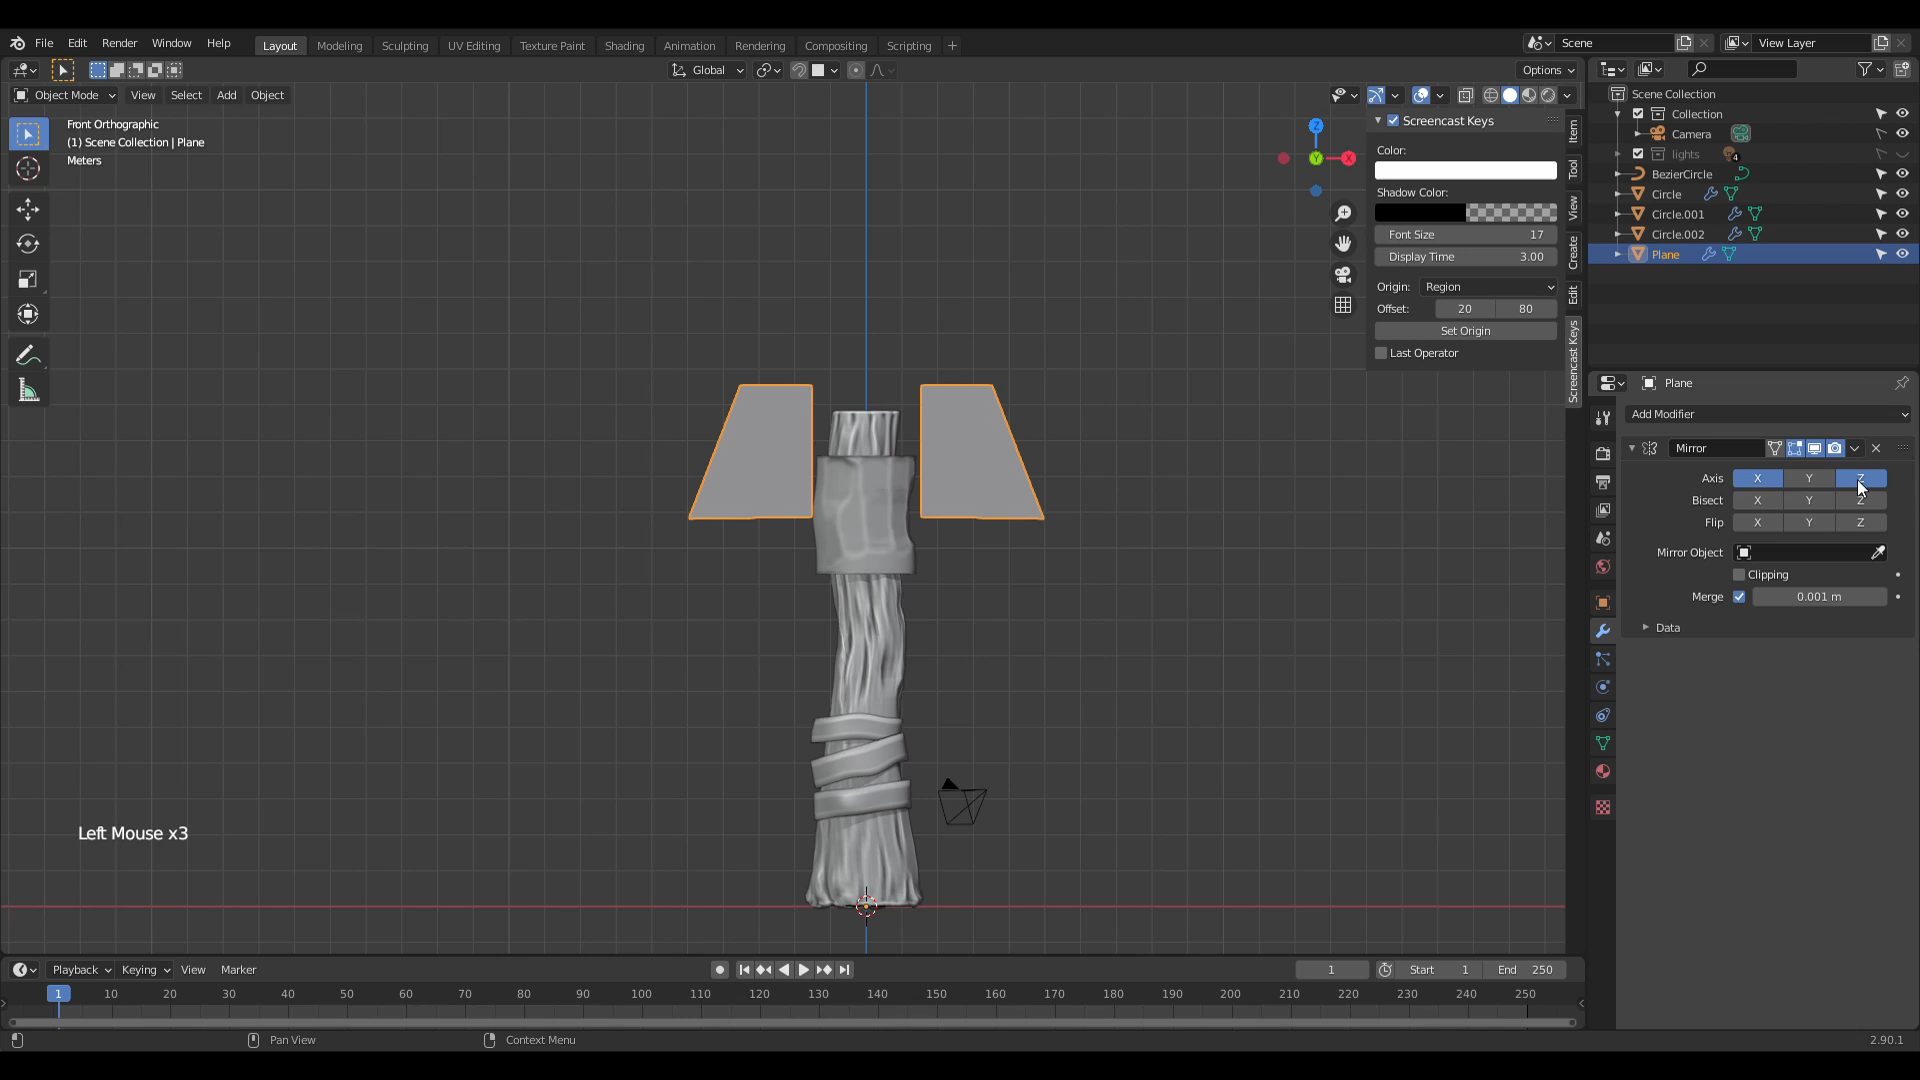 File Edit Render Window Help Layout Modeling Sculpting UV Editing Texture Paint Shading Animation Rendering Compositing Scripting + Scene View Layer
Global Options
Object Mode View Select Add Object
Front Orthographic
(1) Scene Collection | Plane
Meters
Z
Y
X
Screencast Keys
Color:
Shadow Color:
Font Size 17
Display Time 3.00
Origin: Region
Offset: 20 80
Set Origin
Last Operator
Item
Tool
View
Create
Edit
Screencast Keys
Scene Collection
Collection
Camera
lights 4
BezierCircle
Circle
Circle.001
Circle.002
Plane
Plane
Add Modifier
Mirror
Axis X Y Z
Bisect X Y Z
Flip X Y Z
Mirror Object
Clipping
Merge 0.001 m
Data
Left Mouse x3
Playback Keying View Marker 1 Start 1 End 250
1 10 20 30 40 50 60 70 80 90 100 110 120 130 140 150 160 170 180 190 200 210 220 230 240 250
Pan View Context Menu 2.90.1